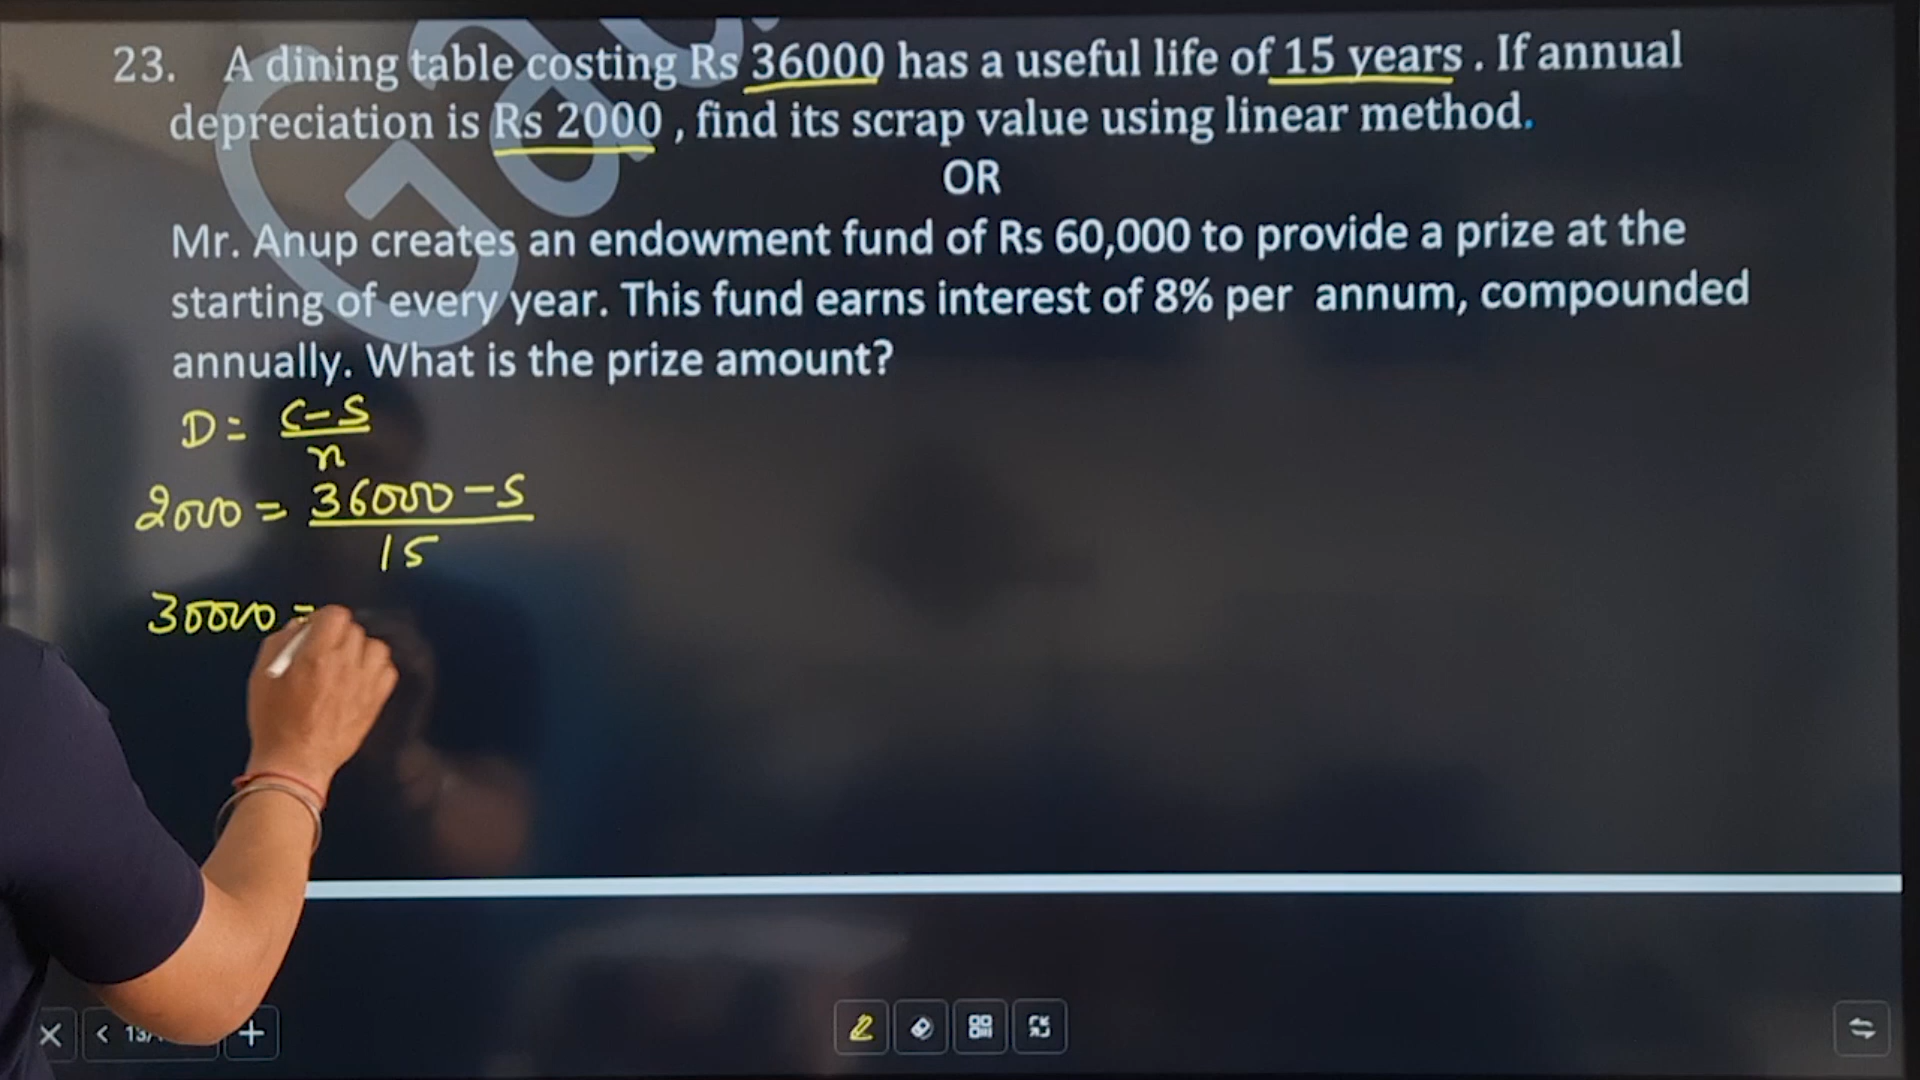 23. A dining table costing Rs 36000 has a useful life of 15 years . If annual
depreciation is Rs 2000 , find its scrap value using linear method.
OR
Mr. Anup creates an endowment fund of Rs 60,000 to provide a prize at the
starting of every year. This fund earns interest of 8% per annum, compounded
annually. What is the prize amount?
D = C-S
n
2000 = 36000 - S
15
30000 =